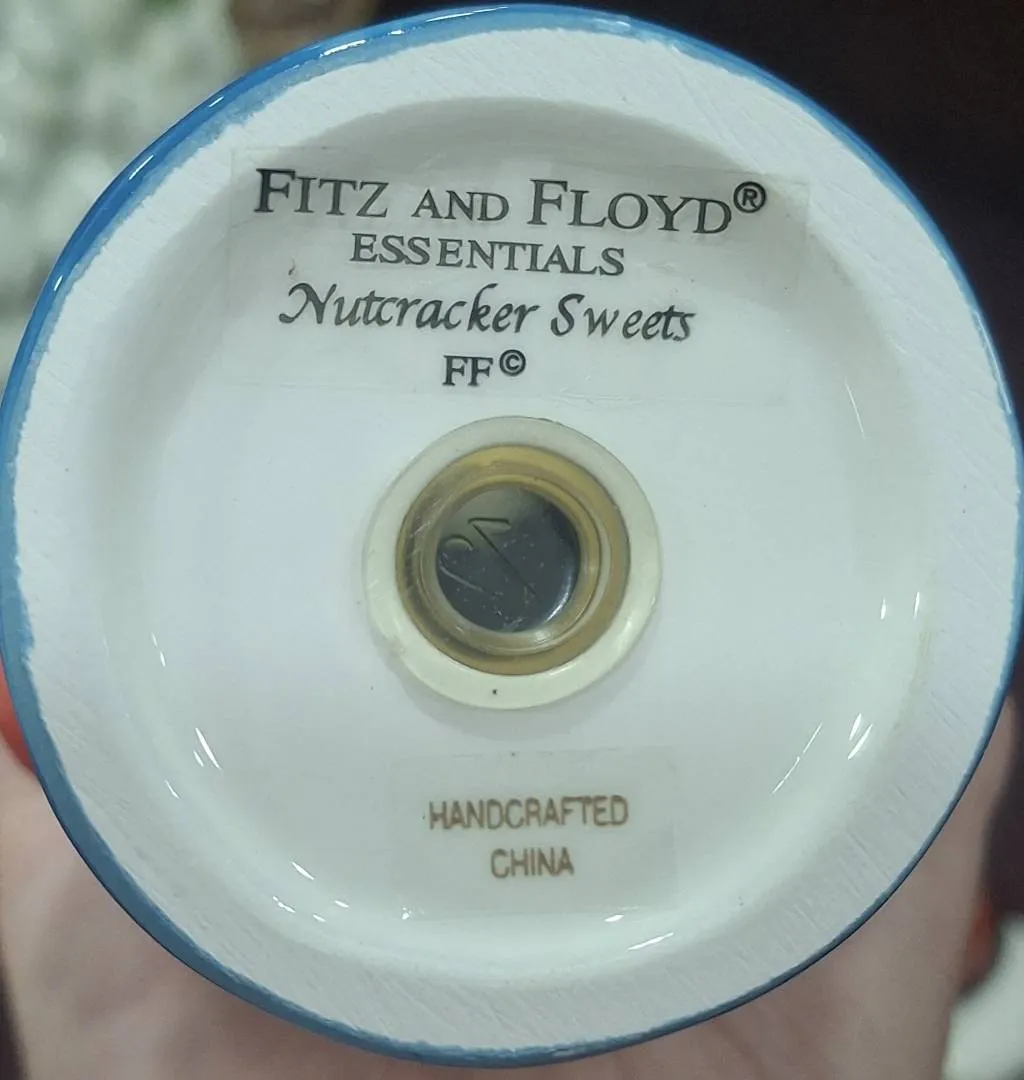 FITZ AND FLOYD®
ESSENTIALS
Nutcracker Sweets
FF©
HANDCRAFTED
CHINA